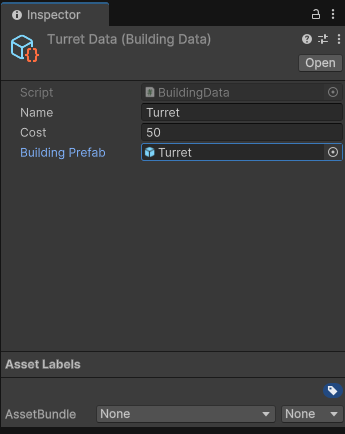 Inspector
Turret Data (Building Data)
Open
Script BuildingData
Name Turret
Cost 50
Building Prefab Turret
Asset Labels
AssetBundle None None